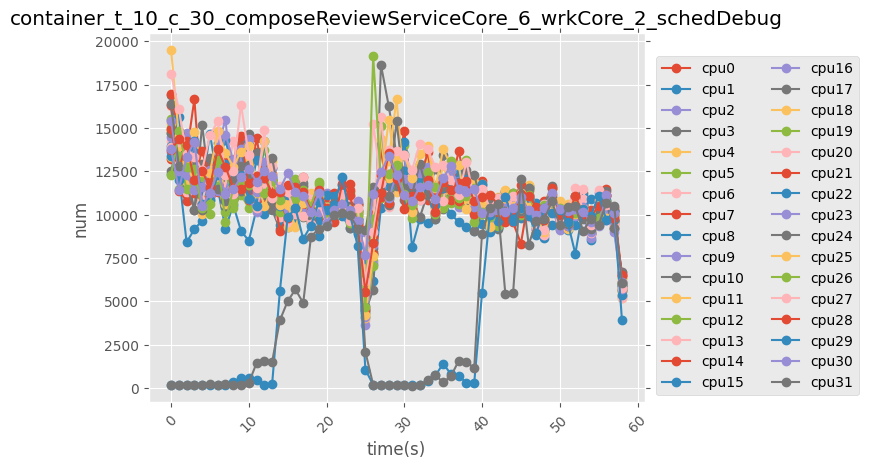 container_t_10_c_30_composeReviewServiceCore_6_wrkCore_2_schedDebug
20000
17500
15000
12500
10000
7500
5000
2500
0
num
0
10
20
30
40
50
60
time(s)
cpu0
cpu1
cpu2
cpu3
cpu4
cpu5
cpu6
cpu7
cpu8
cpu9
cpu10
cpu11
cpu12
cpu13
cpu14
cpu15
cpu16
cpu17
cpu18
cpu19
cpu20
cpu21
cpu22
cpu23
cpu24
cpu25
cpu26
cpu27
cpu28
cpu29
cpu30
cpu31